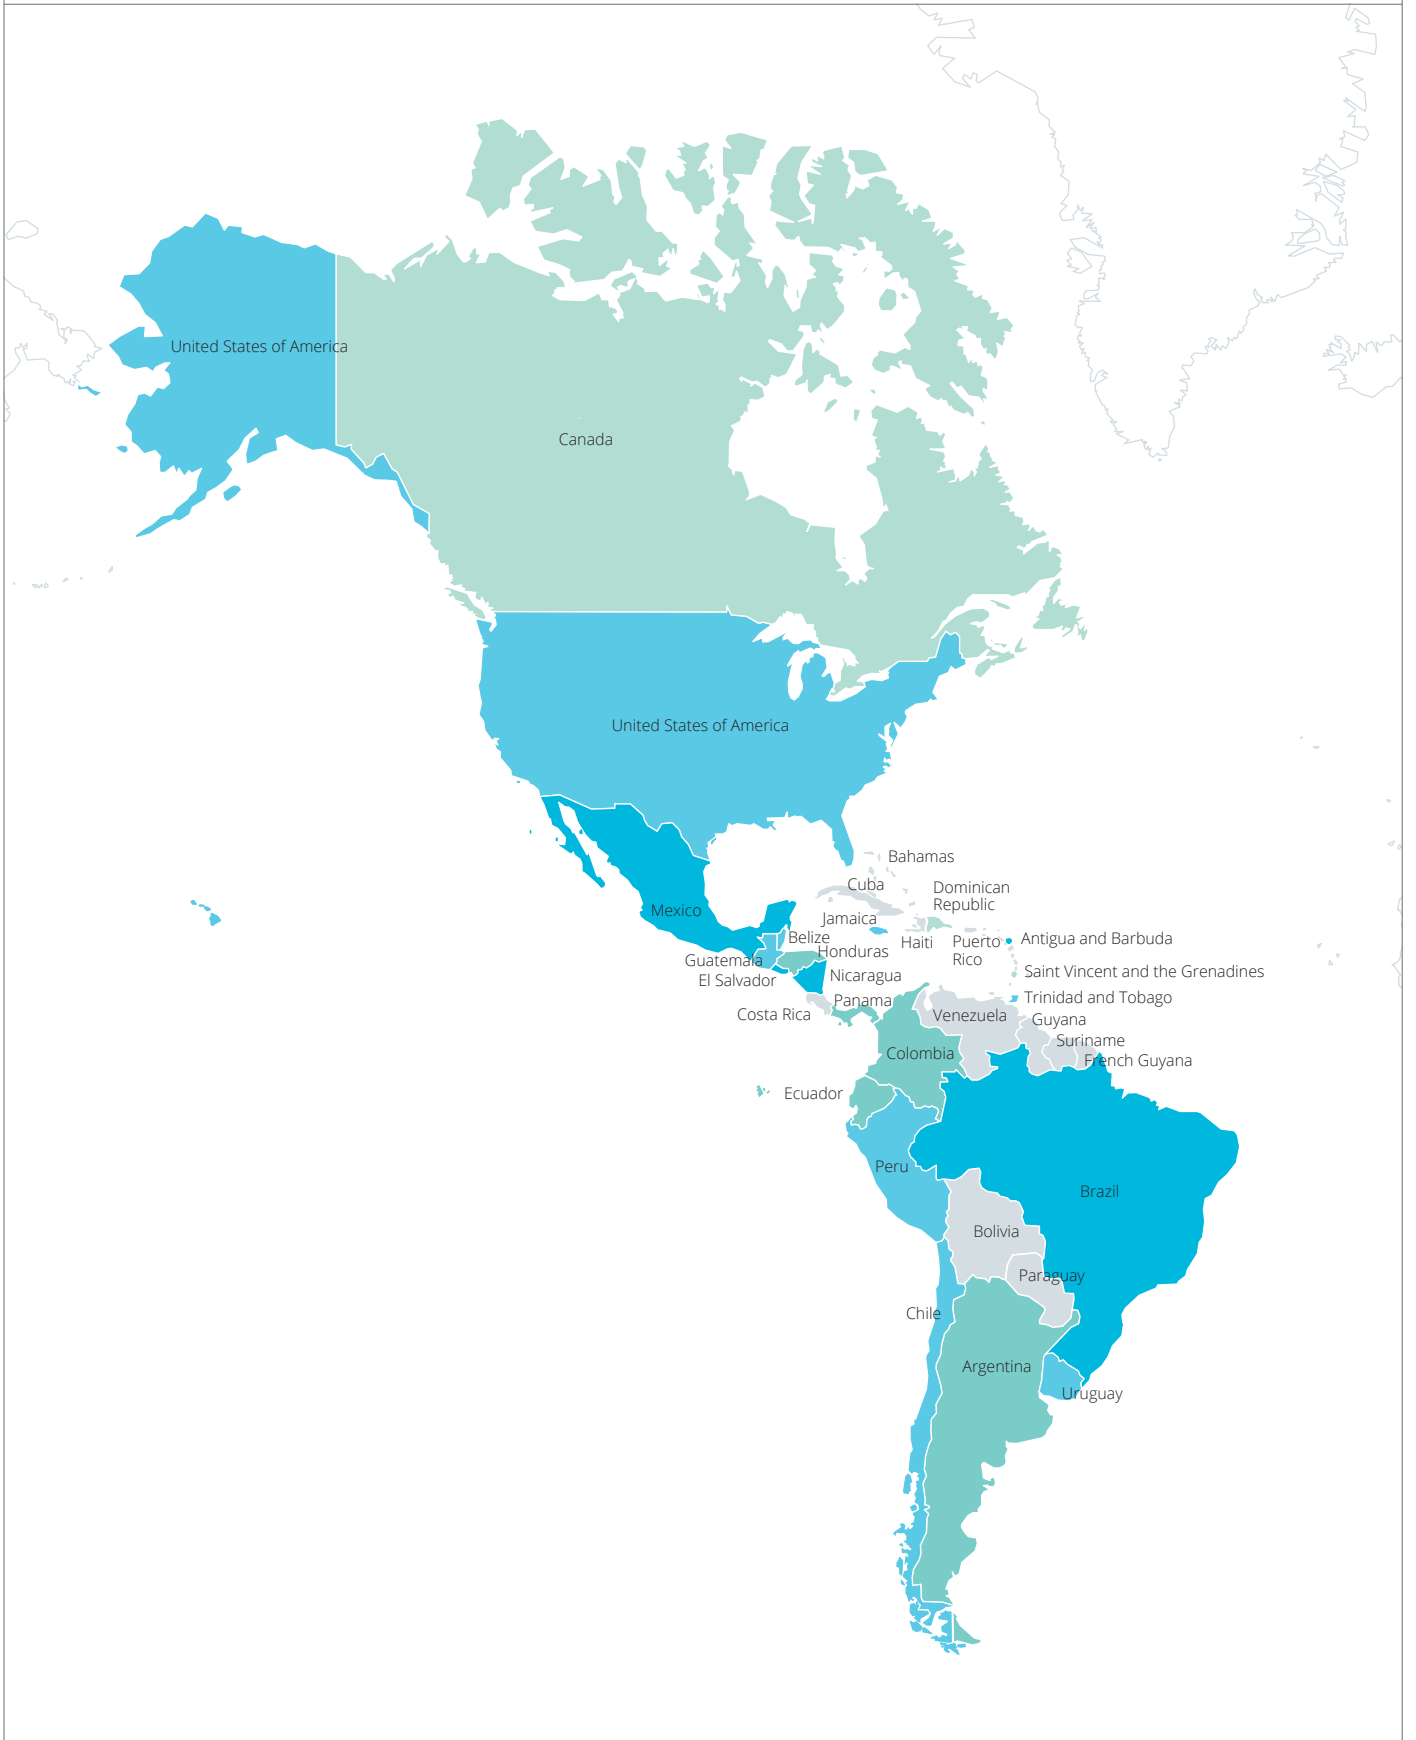 United States of America
Canada
United States of America
Bahamas
Cuba
Dominican
Republic
Mexico
Jamaica
Belize
Haiti
Puerto
Rico
Antigua and Barbuda
Honduras
Guatemala
El Salvador
Nicaragua
Saint Vincent and the Grenadines
Panama
Trinidad and Tobago
Costa Rica
Venezuela
Guyana
Suriname
Colombia
French Guyana
Ecuador
Peru
Brazil
Bolivia
Paraguay
Chile
Argentina
Uruguay